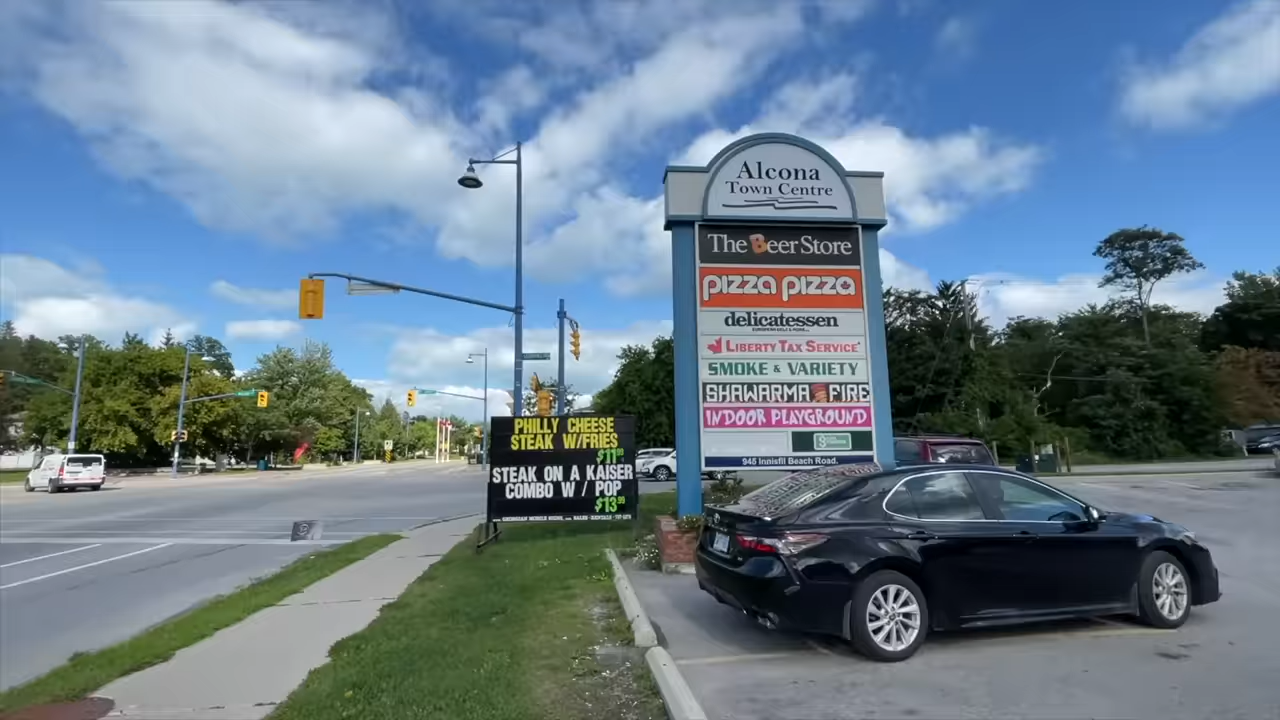 Alcona
Town Centre
The Beer Store
PIZZA PIZZA
delicatessen
LIBERTY TAX SERVICE
SMOKE & VARIETY
SHAWARMA FIRE
INDOOR PLAYGROUND
945 Innisfil Beach Road.
PHILLY CHEESE
STEAK W/FRIES
$11.99
STEAK ON A KAISER
COMBO W / POP
$13.99